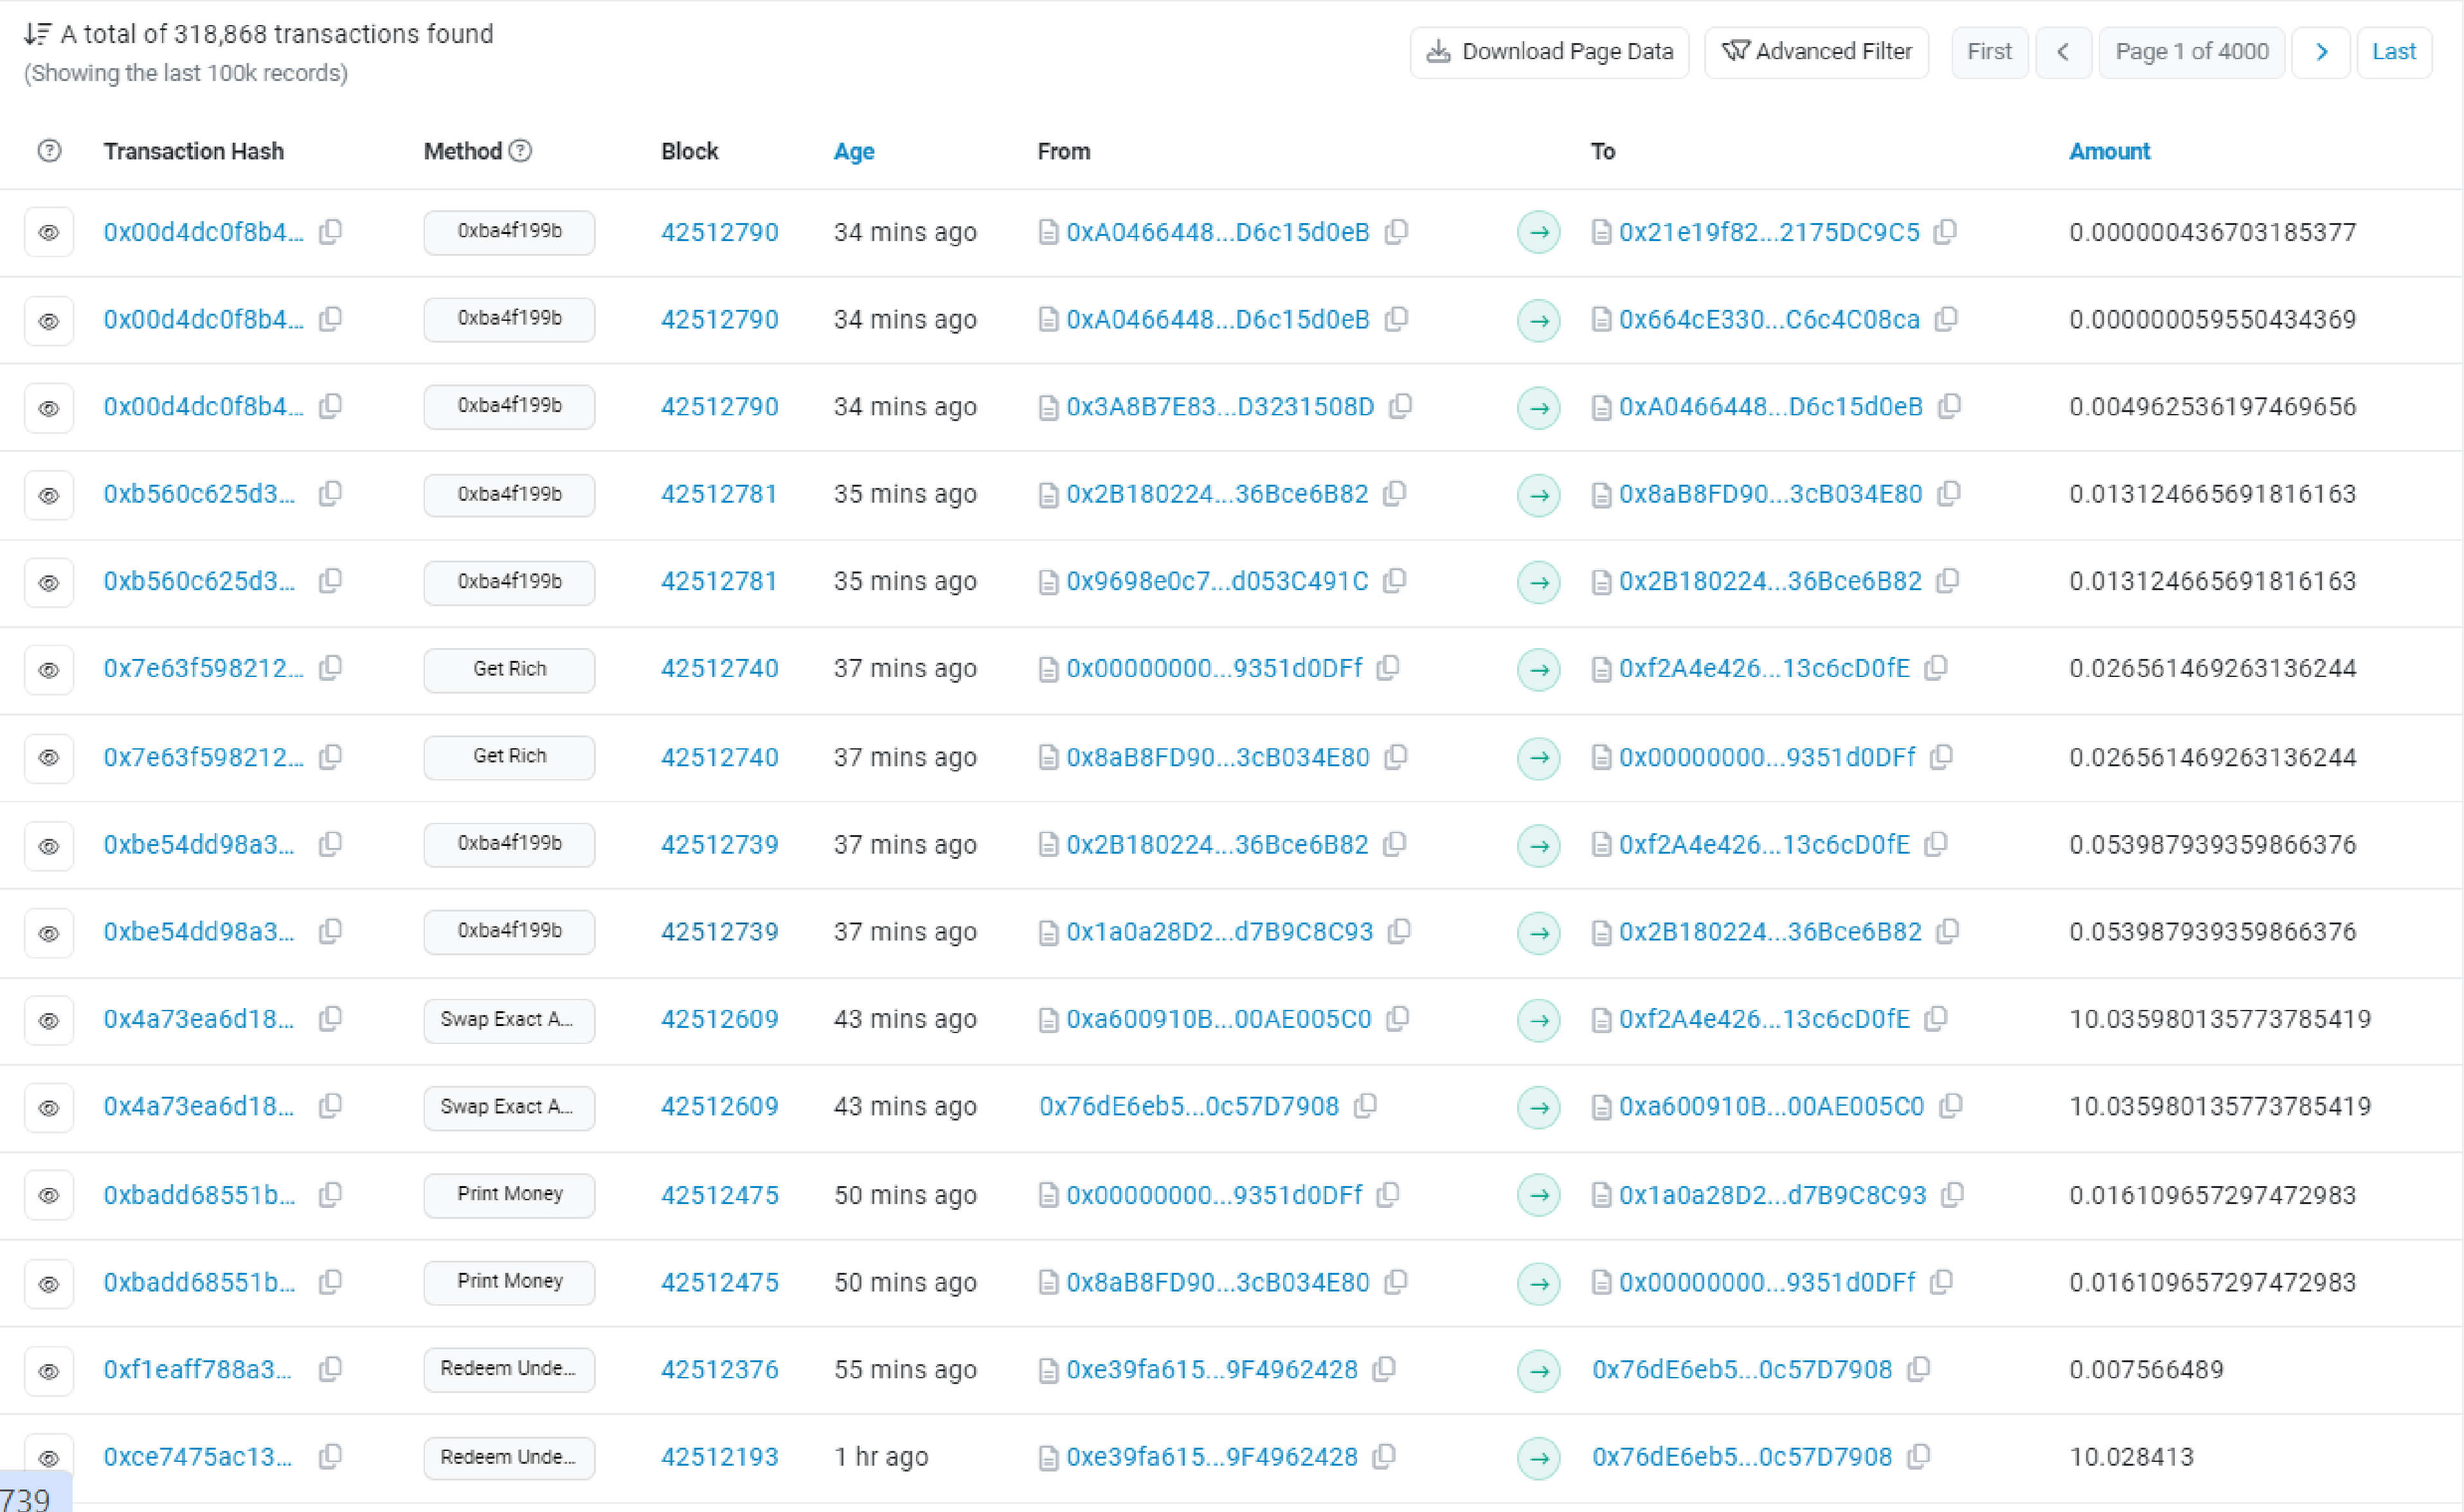 A total of 318,868 transactions found
(Showing the last 100k records)
Download Page Data Advanced Filter First Page 1 of 4000 Last
Transaction Hash Method Block Age From To Amount
0x00d4dc0f8b4... 0xba4f199b 42512790 34 mins ago 0xA0466448...D6c15d0eB 0x21e19f82...2175DC9C5 0.000000436703185377
0x00d4dc0f8b4... 0xba4f199b 42512790 34 mins ago 0xA0466448...D6c15d0eB 0x664cE330...C6c4C08ca 0.000000059550434369
0x00d4dc0f8b4... 0xba4f199b 42512790 34 mins ago 0x3A8B7E83...D3231508D 0xA0466448...D6c15d0eB 0.004962536197469656
0xb560c625d3... 0xba4f199b 42512781 35 mins ago 0x2B180224...36Bce6B82 0x8aB8FD90...3cB034E80 0.013124665691816163
0xb560c625d3... 0xba4f199b 42512781 35 mins ago 0x9698e0c7...d053C491C 0x2B180224...36Bce6B82 0.013124665691816163
0x7e63f598212... Get Rich 42512740 37 mins ago 0x00000000...9351d0DFf 0xf2A4e426...13c6cD0fE 0.026561469263136244
0x7e63f598212... Get Rich 42512740 37 mins ago 0x8aB8FD90...3cB034E80 0x00000000...9351d0DFf 0.026561469263136244
0xbe54dd98a3... 0xba4f199b 42512739 37 mins ago 0x2B180224...36Bce6B82 0xf2A4e426...13c6cD0fE 0.053987939359866376
0xbe54dd98a3... 0xba4f199b 42512739 37 mins ago 0x1a0a28D2...d7B9C8C93 0x2B180224...36Bce6B82 0.053987939359866376
0x4a73ea6d18... Swap Exact A... 42512609 43 mins ago 0xa600910B...00AE005C0 0xf2A4e426...13c6cD0fE 10.035980135773785419
0x4a73ea6d18... Swap Exact A... 42512609 43 mins ago 0x76dE6eb5...0c57D7908 0xa600910B...00AE005C0 10.035980135773785419
0xbadd68551b... Print Money 42512475 50 mins ago 0x00000000...9351d0DFf 0x1a0a28D2...d7B9C8C93 0.016109657297472983
0xbadd68551b... Print Money 42512475 50 mins ago 0x8aB8FD90...3cB034E80 0x00000000...9351d0DFf 0.016109657297472983
0xf1eaff788a3... Redeem Unde... 42512376 55 mins ago 0xe39fa615...9F4962428 0x76dE6eb5...0c57D7908 0.007566489
0xce7475ac13... Redeem Unde... 42512193 1 hr ago 0xe39fa615...9F4962428 0x76dE6eb5...0c57D7908 10.028413
739